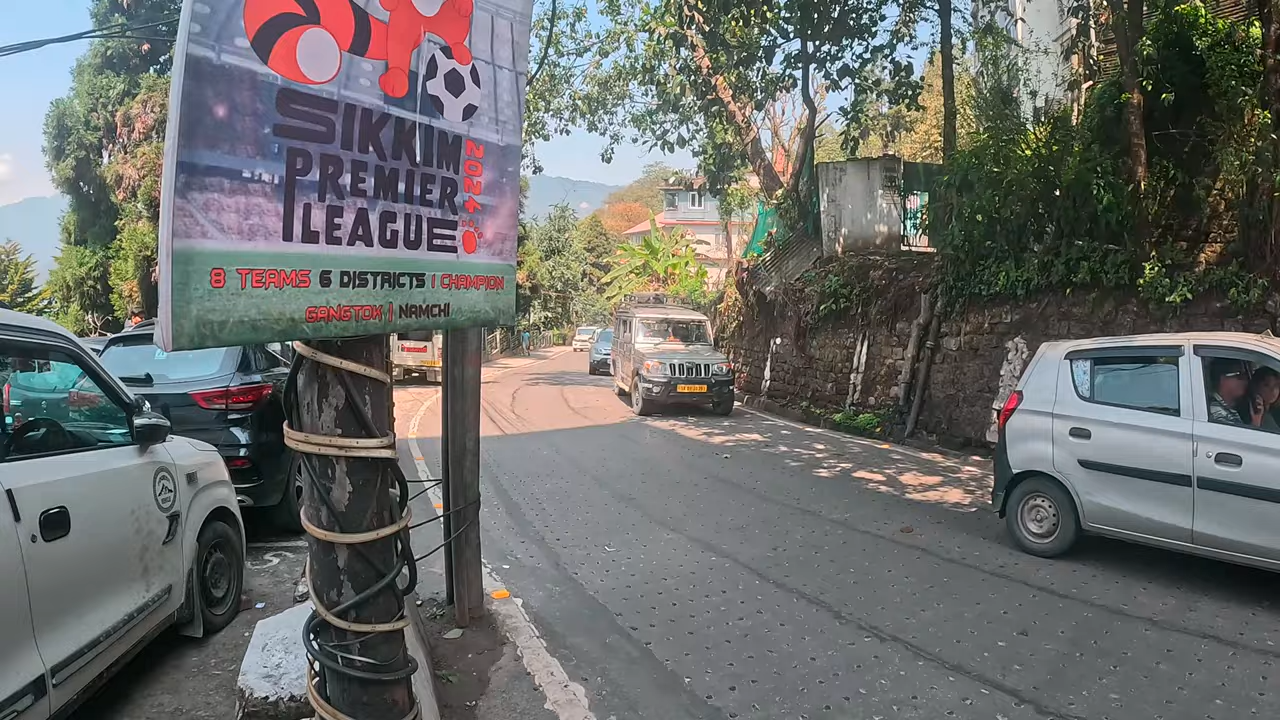 SIKKIM
PREMIER
LEAGUE
2024
8 TEAMS 6 DISTRICTS 1 CHAMPION
GANGTOK | NAMCHI